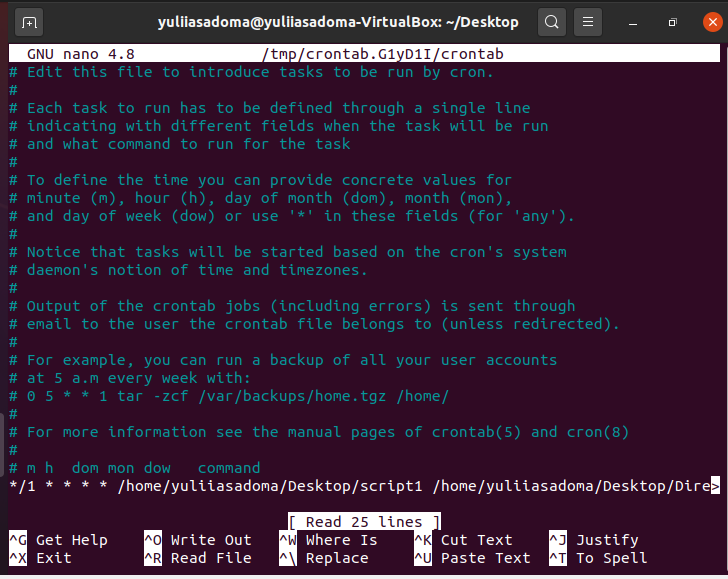 yuliiasadoma@yuliiasadoma-VirtualBox: ~/Desktop
GNU nano 4.8 /tmp/crontab.G1yD1I/crontab
# Edit this file to introduce tasks to be run by cron.
#
# Each task to run has to be defined through a single line
# indicating with different fields when the task will be run
# and what command to run for the task
#
# To define the time you can provide concrete values for
# minute (m), hour (h), day of month (dom), month (mon),
# and day of week (dow) or use '*' in these fields (for 'any').
#
# Notice that tasks will be started based on the cron's system
# daemon's notion of time and timezones.
#
# Output of the crontab jobs (including errors) is sent through
# email to the user the crontab file belongs to (unless redirected).
#
# For example, you can run a backup of all your user accounts
# at 5 a.m every week with:
# 0 5 * * 1 tar -zcf /var/backups/home.tgz /home/
#
# For more information see the manual pages of crontab(5) and cron(8)
#
# m h  dom mon dow   command
*/1 * * * * /home/yuliiasadoma/Desktop/script1 /home/yuliiasadoma/Desktop/Dire>
[ Read 25 lines ]
^G Get Help ^O Write Out ^W Where Is ^K Cut Text ^J Justify
^X Exit ^R Read File ^\ Replace ^U Paste Text ^T To Spell